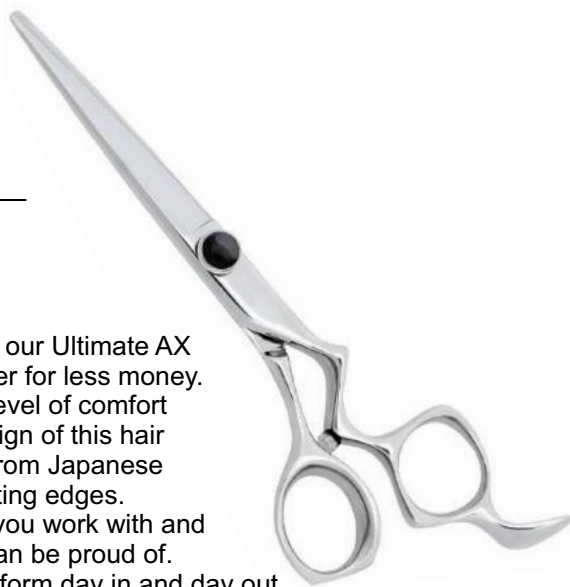 our Ultimate AX
er for less money.
evel of comfort
ign of this hair
rom Japanese
ting edges.
you work with and
an be proud of.
form day in and day out